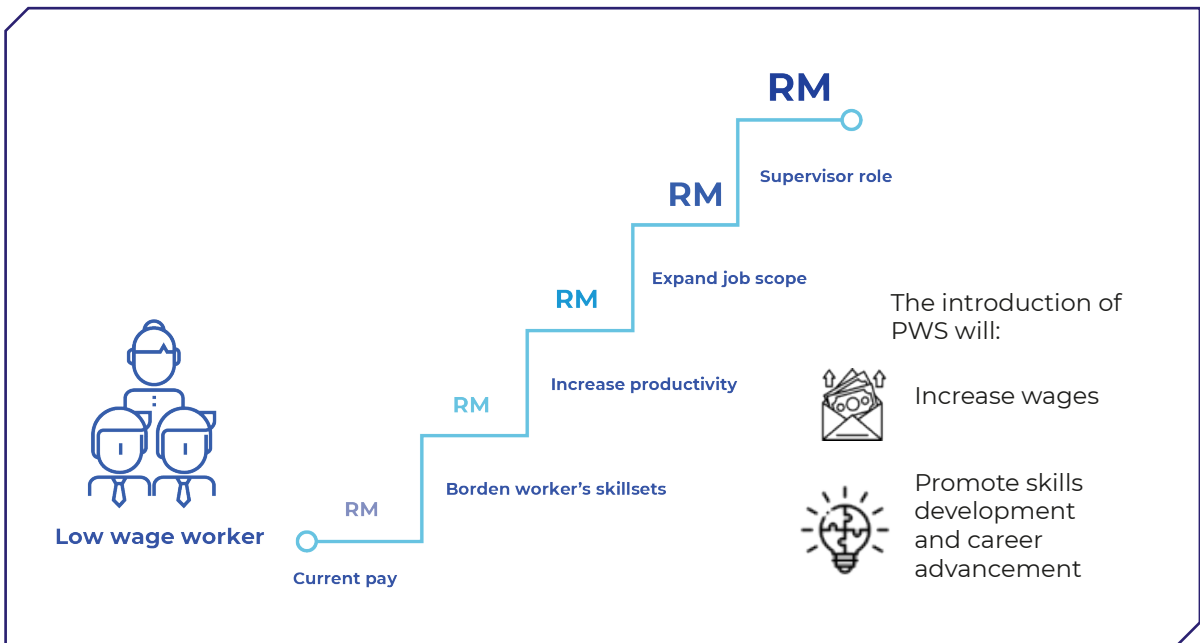 RM
Supervisor role
RM
Expand job scope
RM
Increase productivity
RM
Borden worker's skillsets
RM
Current pay
Low wage worker
The introduction of
PWS will:
Increase wages
Promote skills
development
and career
advancement